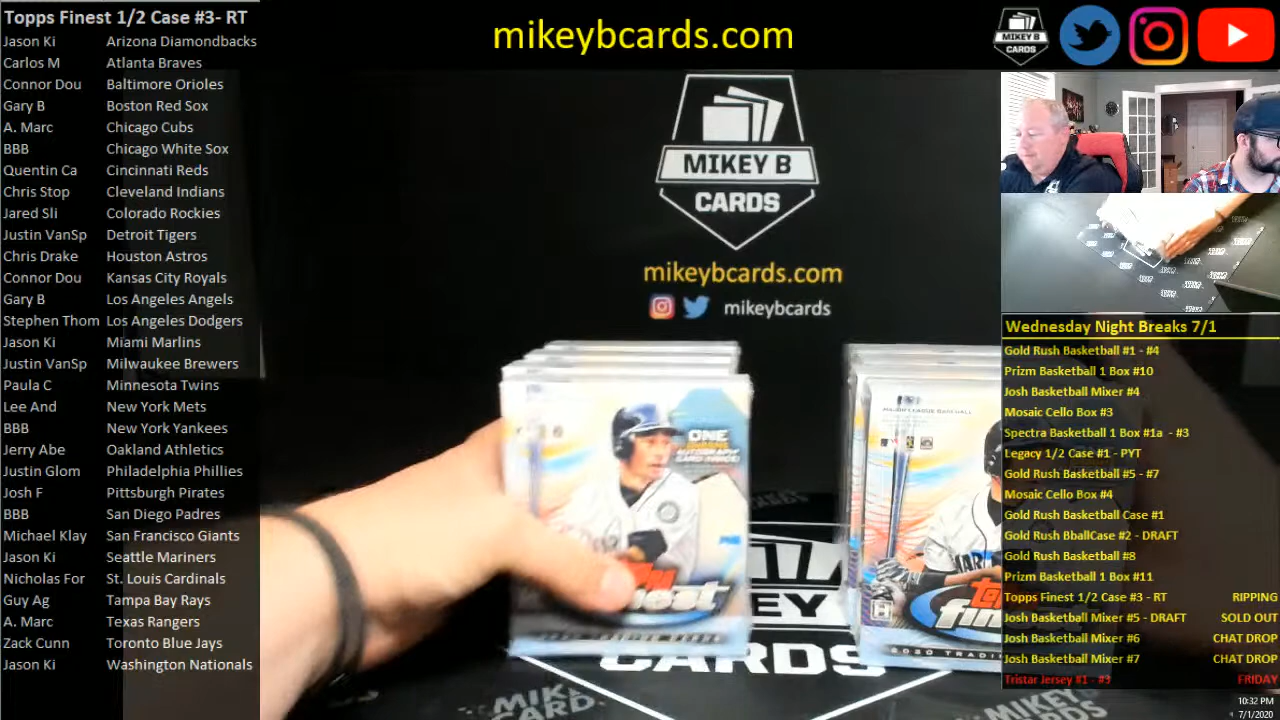 Topps Finest 1/2 Case #3- RT
Jason Ki Arizona Diamondbacks
Carlos M Atlanta Braves
Connor Dou Baltimore Orioles
Gary B Boston Red Sox
A. Marc Chicago Cubs
BBB Chicago White Sox
Quentin Ca Cincinnati Reds
Chris Stop Cleveland Indians
Jared Sli Colorado Rockies
Justin VanSp Detroit Tigers
Chris Drake Houston Astros
Connor Dou Kansas City Royals
Gary B Los Angeles Angels
Stephen Thom Los Angeles Dodgers
Jason Ki Miami Marlins
Justin VanSp Milwaukee Brewers
Paula C Minnesota Twins
Lee And New York Mets
BBB New York Yankees
Jerry Abe Oakland Athletics
Justin Glom Philadelphia Phillies
Josh F Pittsburgh Pirates
BBB San Diego Padres
Michael Klay San Francisco Giants
Jason Ki Seattle Mariners
Nicholas For St. Louis Cardinals
Guy Ag Tampa Bay Rays
A. Marc Texas Rangers
Zack Cunn Toronto Blue Jays
Jason Ki Washington Nationals
mikeybcards.com
MIKEY B
CARDS
MIKEY B
CARDS
mikeybcards.com
mikeybcards
ONE
CARDS
Wednesday Night Breaks 7/1
Gold Rush Basketball #1 - #4
Prizm Basketball 1 Box #10
Josh Basketball Mixer #4
Mosaic Cello Box #3
Spectra Basketball 1 Box #1a - #3
Legacy 1/2 Case #1 - PYT
Gold Rush Basketball #5 - #7
Mosaic Cello Box #4
Gold Rush Basketball Case #1
Gold Rush BballCase #2 - DRAFT
Gold Rush Basketball #8
Prizm Basketball 1 Box #11
Topps Finest 1/2 Case #3 - RT RIPPING
Josh Basketball Mixer #5 - DRAFT SOLD OUT
Josh Basketball Mixer #6 CHAT DROP
Josh Basketball Mixer #7 CHAT DROP
Tristar Jersey #1 - #3 FRIDAY
10:32 PM
7/1/2020